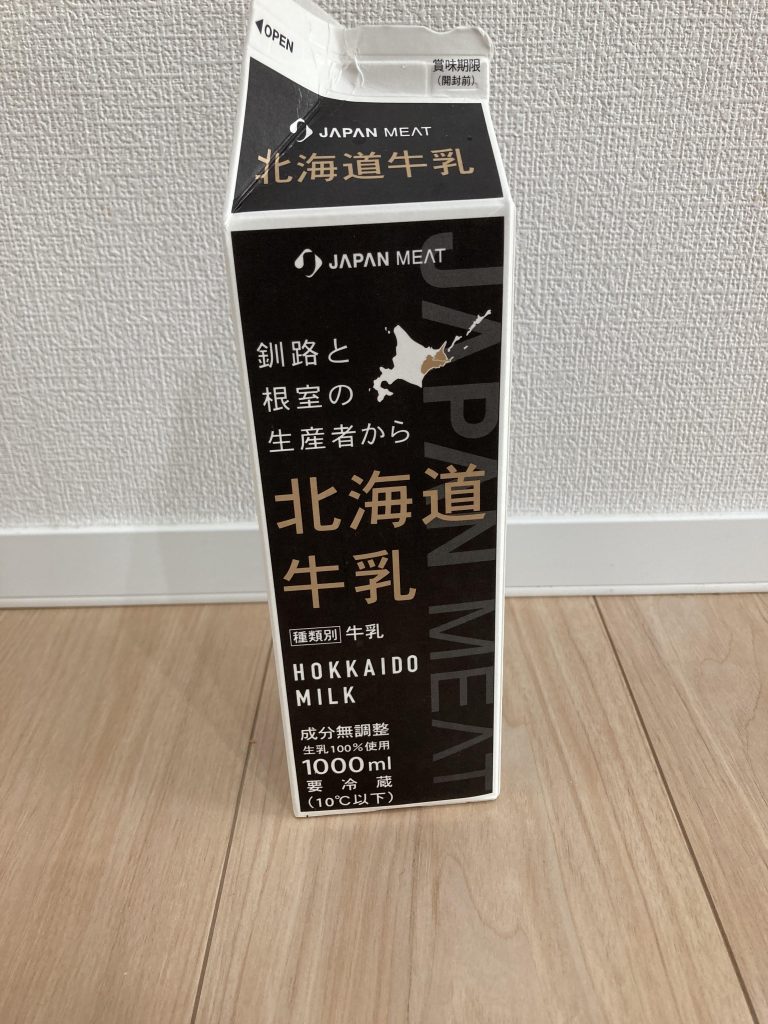 OPEN
賞味期限
(開封前)
JAPAN MEAT
北海道牛乳
JAPAN MEAT
釧路と
根室の
生産者から
北海道
牛乳
種類別 牛乳
HOKKAIDO
MILK
成分無調整
生乳100%使用
1000ml
要冷蔵
(10℃以下)
JAPAN MEAT